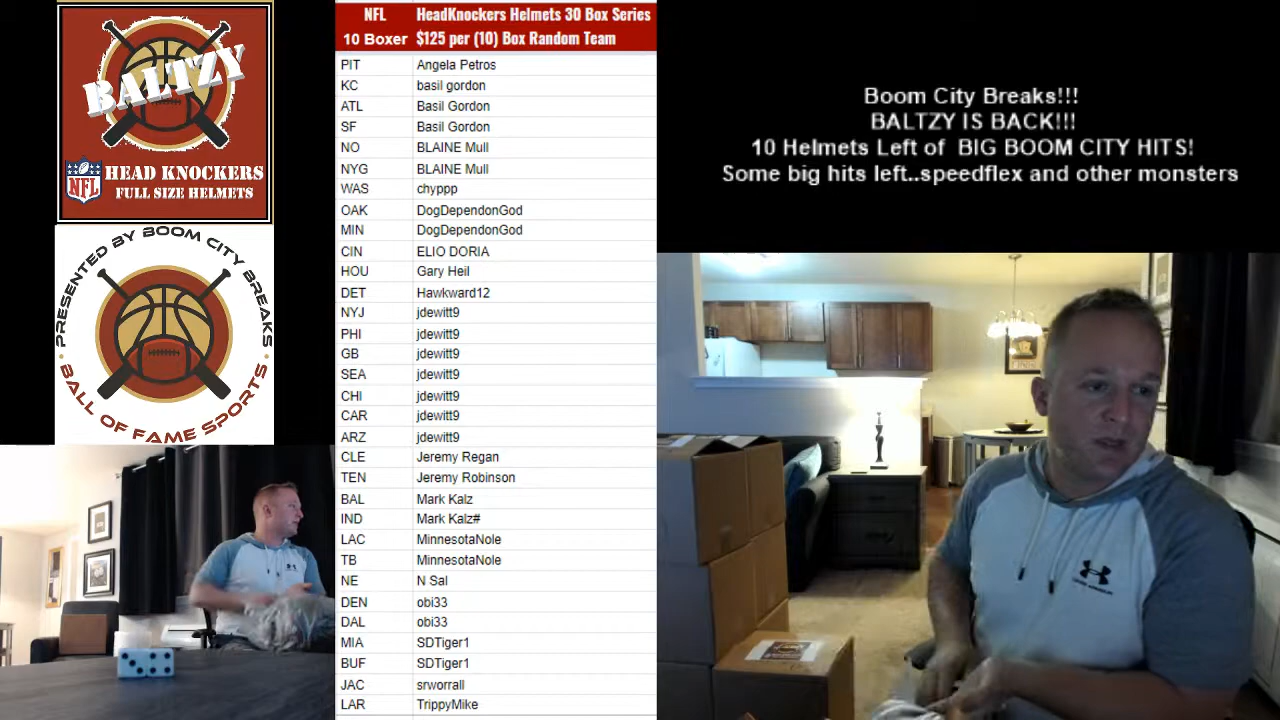 BALTZY
NFL
HEAD KNOCKERS
FULL SIZE HELMETS
PRESENTED BY BOOM CITY BREAKS
BALL OF FAME SPORTS
NFL HeadKnockers Helmets 30 Box Series
10 Boxer $125 per (10) Box Random Team
PIT Angela Petros
KC basil gordon
ATL Basil Gordon
SF Basil Gordon
NO BLAINE Mull
NYG BLAINE Mull
WAS chyppp
OAK DogDependonGod
MIN DogDependonGod
CIN ELIO DORIA
HOU Gary Heil
DET Hawkward12
NYJ jdewitt9
PHI jdewitt9
GB jdewitt9
SEA jdewitt9
CHI jdewitt9
CAR jdewitt9
ARZ jdewitt9
CLE Jeremy Regan
TEN Jeremy Robinson
BAL Mark Kalz
IND Mark Kalz#
LAC MinnesotaNole
TB MinnesotaNole
NE N Sal
DEN obi33
DAL obi33
MIA SDTiger1
BUF SDTiger1
JAC srworrall
LAR TrippyMike
Boom City Breaks!!!
BALTZY IS BACK!!!
10 Helmets Left of BIG BOOM CITY HITS!
Some big hits left..speedflex and other monsters